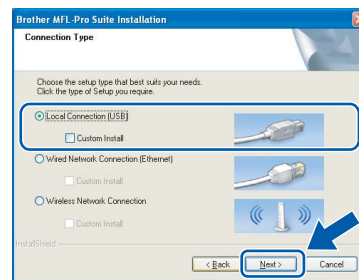 Brother MFL-Pro Suite Installation
Connection Type
Choose the setup type that best suits your needs.
Click the type of Setup you require.
Local Connection (USB)
Custom Install
Wired Network Connection (Ethernet)
Custom Install
Wireless Network Connection
Custom Install
InstallShield
< Back Next > Cancel